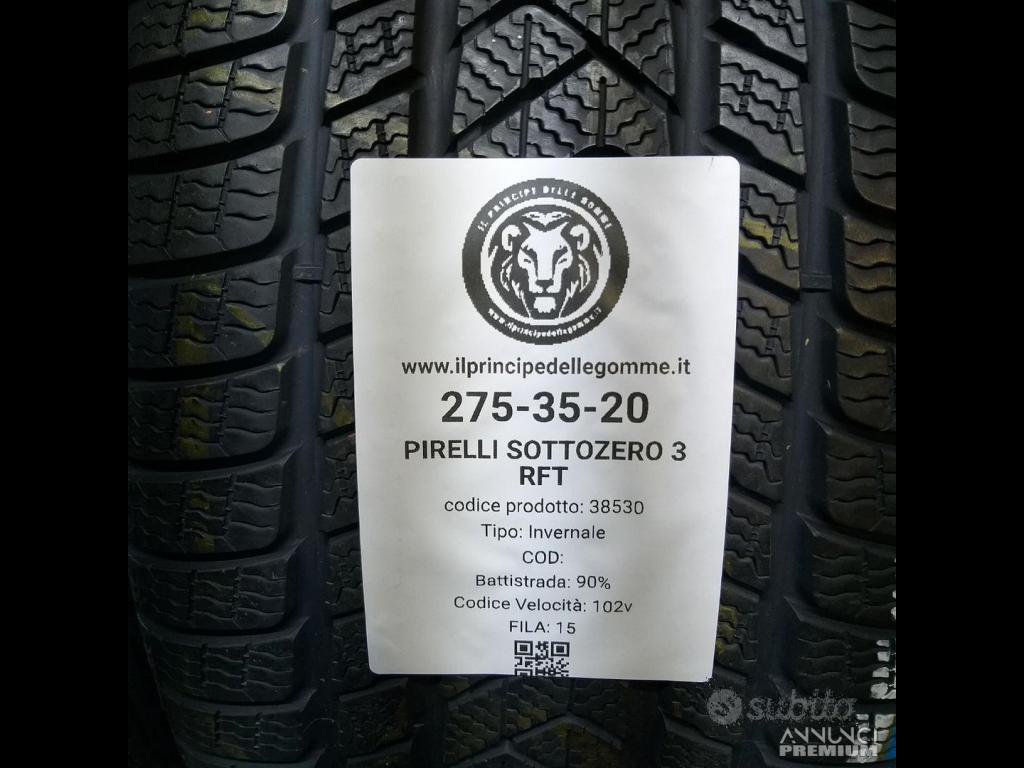 IL PRINCIPE DELLE GOMME
www.ilprincipedellegomme.it
www.ilprincipedellegomme.it
275-35-20
PIRELLI SOTTOZERO 3
RFT
codice prodotto: 38530
Tipo: Invernale
COD:
Battistrada: 90%
Codice Velocità: 102v
FILA: 15
subito
ANNUNCI
PREMIUM